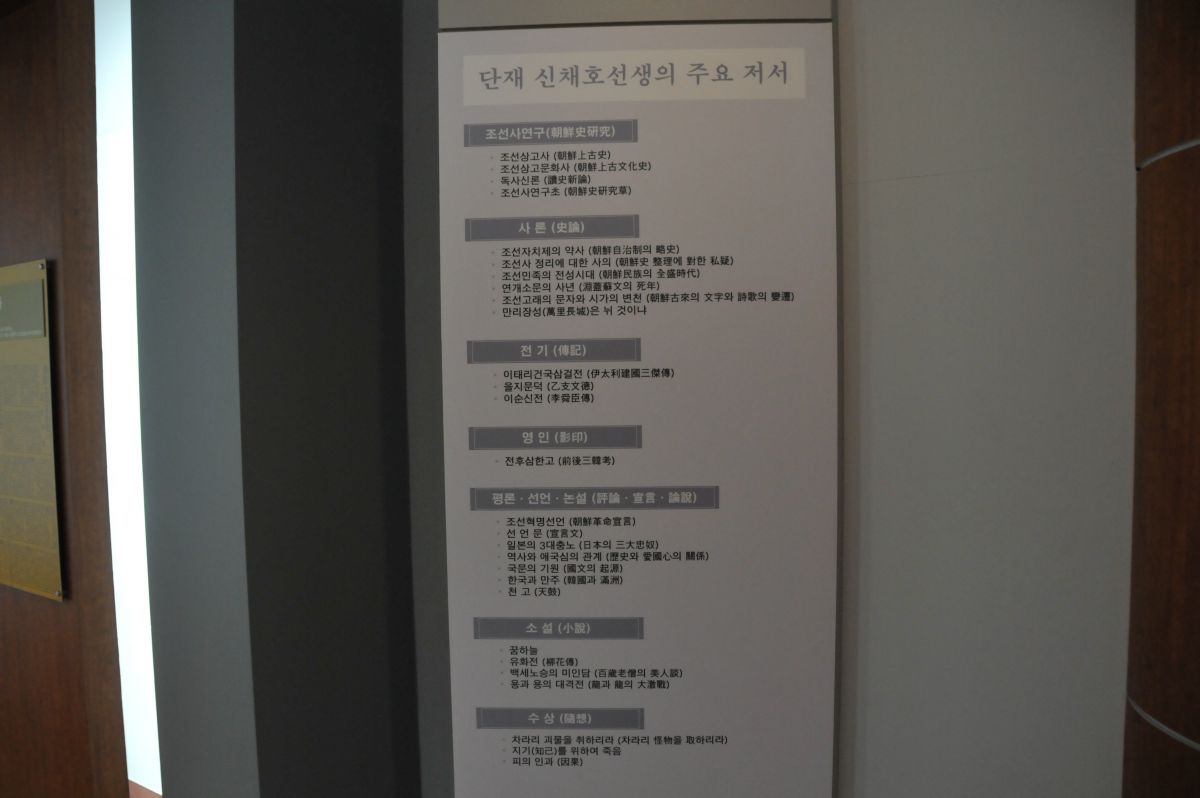 단재 신채호선생의 주요 저서
조선사연구(朝鮮史硏究)
· 조선상고사 (朝鮮上古史)
· 조선상고문화사 (朝鮮上古文化史)
· 독사신론 (讀史新論)
· 조선사연구초 (朝鮮史硏究草)
사 론 (史論)
· 조선자치제의 약사 (朝鮮自治制의 略史)
· 조선사 정리에 대한 사의 (朝鮮史 整理에 對한 私疑)
· 조선민족의 전성시대 (朝鮮民族의 全盛時代)
· 연개소문의 사년 (淵蓋蘇文의 死年)
· 조선고래의 문자와 시가의 변천 (朝鮮古來의 文字와 詩歌의 變遷)
· 만리장성(萬里長城)은 뉘 것이냐
전 기 (傳記)
· 이태리건국삼걸전 (伊太利建國三傑傳)
· 을지문덕 (乙支文德)
· 이순신전 (李舜臣傳)
영 인 (影印)
· 전후삼한고 (前後三韓考)
평론 · 선언 · 논설 (評論 · 宣言 · 論說)
· 조선혁명선언 (朝鮮革命宣言)
· 선 언 문 (宣言文)
· 일본의 3대충노 (日本의 三大忠奴)
· 역사와 애국심의 관계 (歷史와 愛國心의 關係)
· 국문의 기원 (國文의 起源)
· 한국과 만주 (韓國과 滿洲)
· 천 고 (天鼓)
소 설 (小說)
· 꿈하늘
· 유화전 (柳花傳)
· 백세노승의 미인담 (百歲老僧의 美人談)
· 용과 용의 대격전 (龍과 龍의 大激戰)
수 상 (隨想)
· 차라리 괴물을 취하리라 (차라리 怪物을 取하리라)
· 지기(知己)를 위하며 죽음
· 피의 인과 (因果)